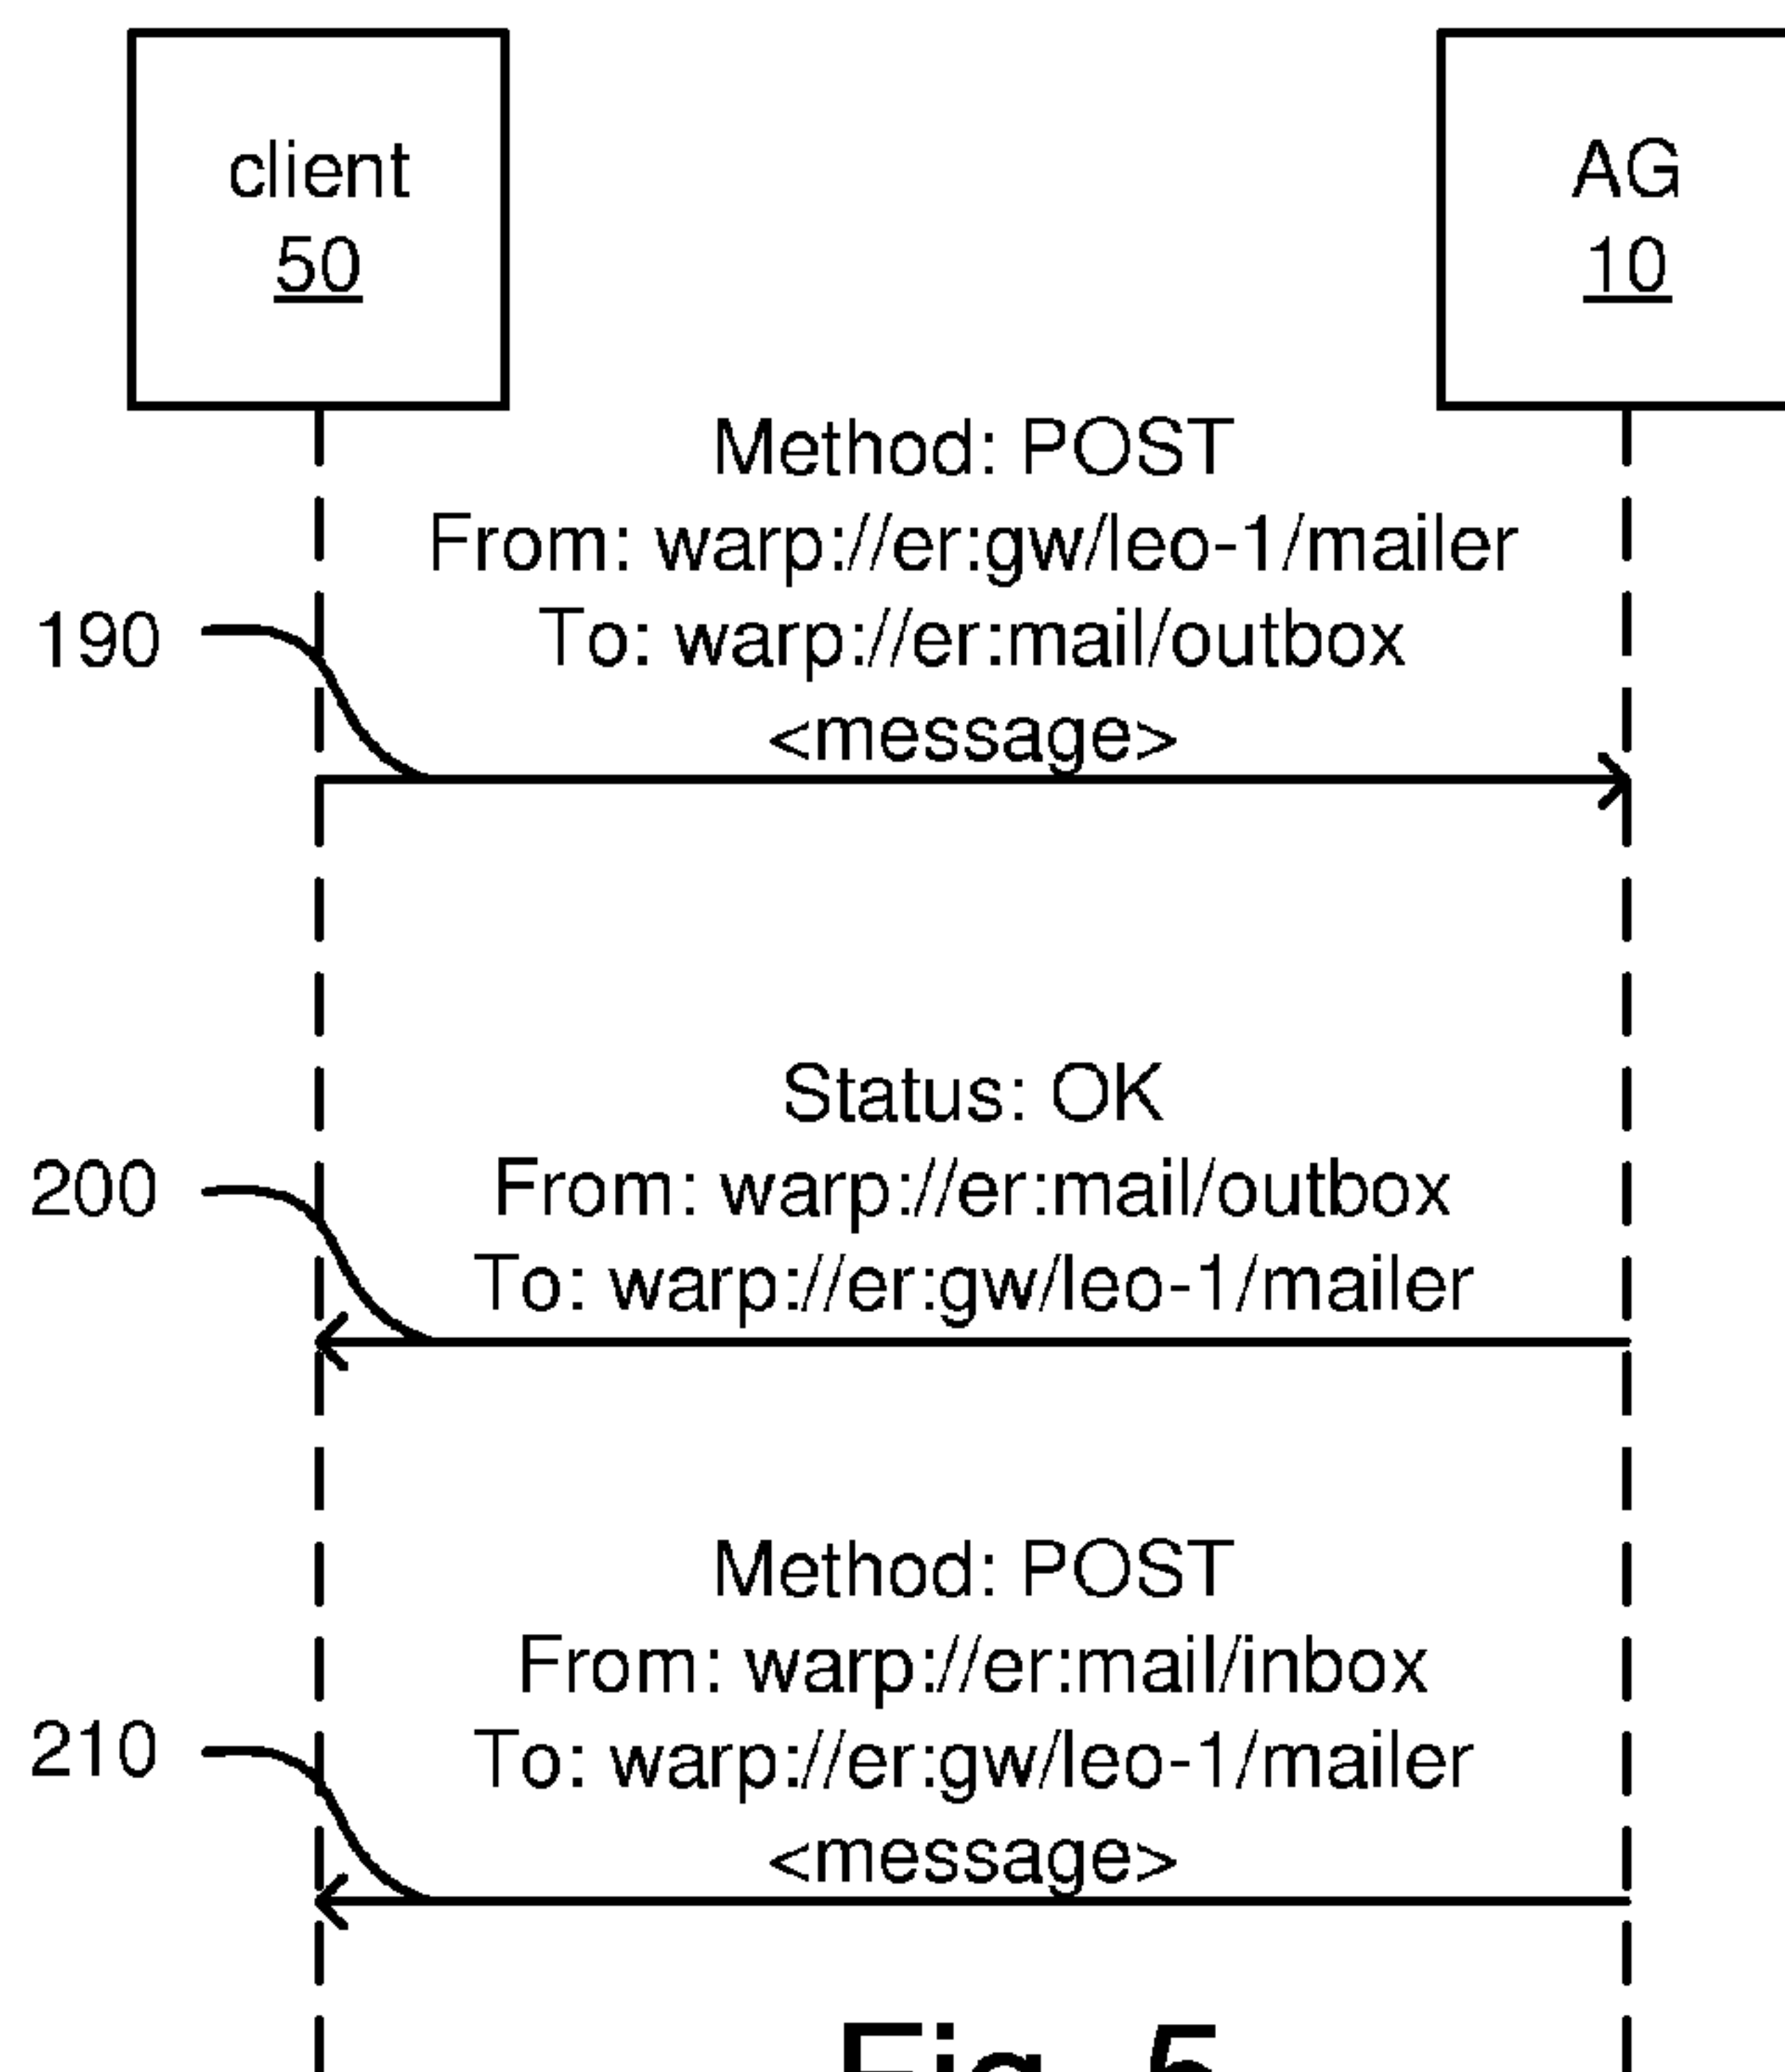 client
50
AG
10
Method: POST
From: warp://er:gw/leo-1/mailer
To: warp://er:mail/outbox
<message>
190
Status: OK
From: warp://er:mail/outbox
To: warp://er:gw/leo-1/mailer
200
Method: POST
From: warp://er:mail/inbox
To: warp://er:gw/leo-1/mailer
<message>
210
Fig. 5